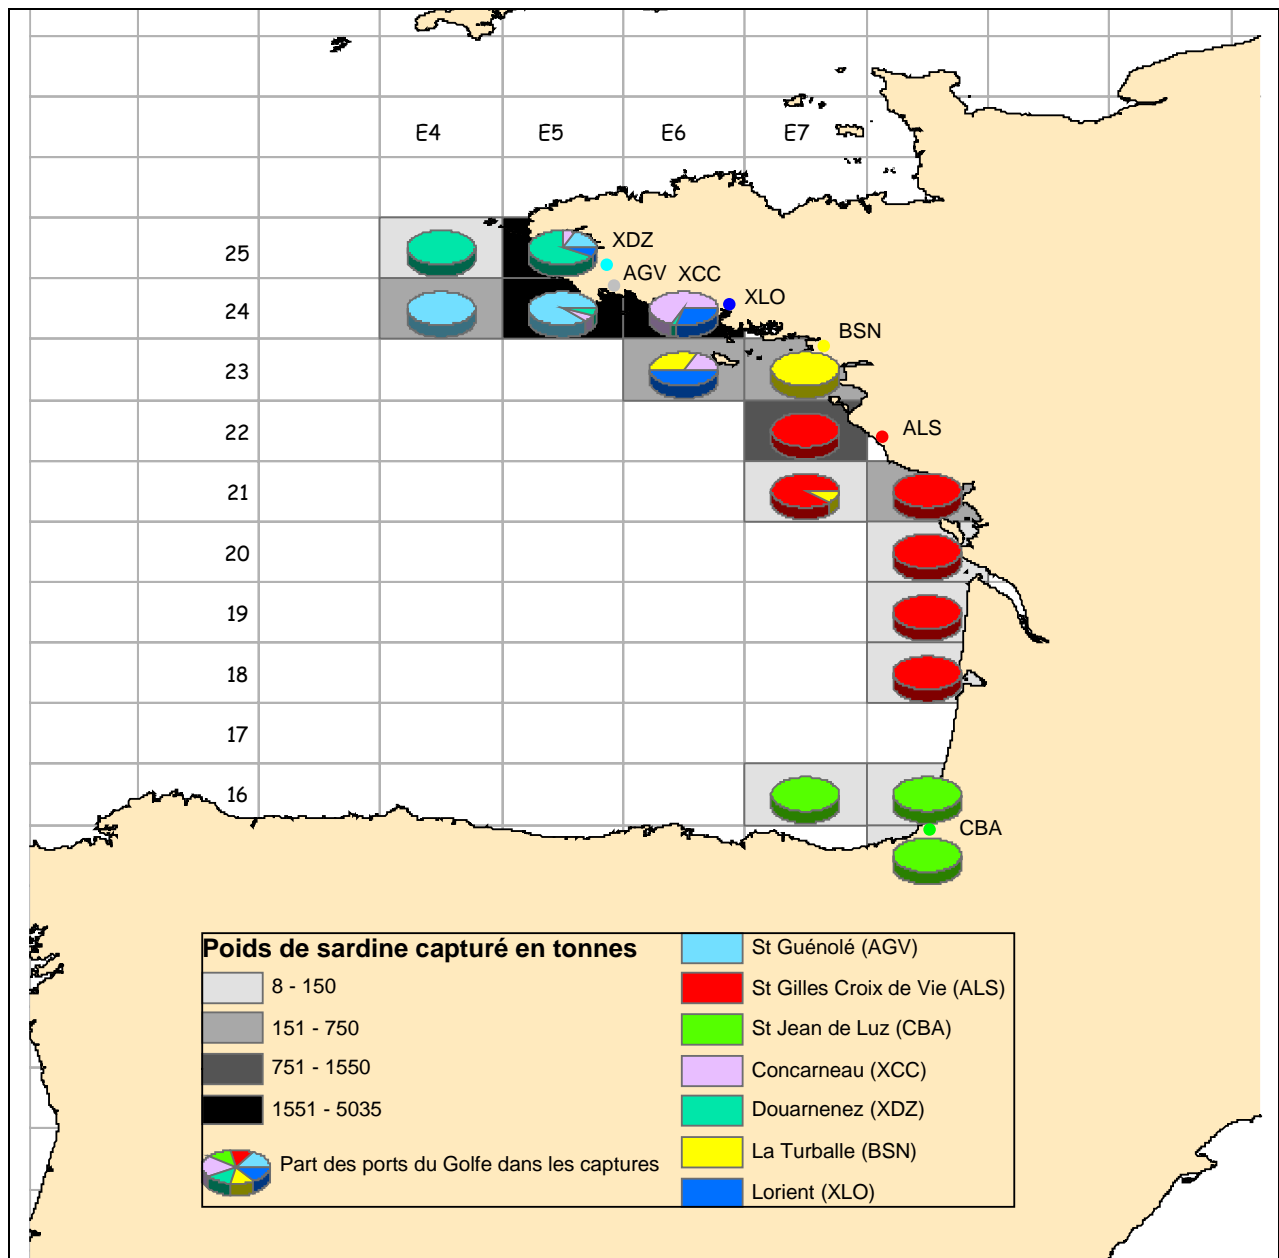 E4 E5 E6 E7
25
24
23
22
21
20
19
18
17
16
XDZ
AGV
XCC
XLO
BSN
ALS
CBA
Poids de sardine capturé en tonnes
8 - 150
151 - 750
751 - 1550
1551 - 5035
Part des ports du Golfe dans les captures
St Guénolé (AGV)
St Gilles Croix de Vie (ALS)
St Jean de Luz (CBA)
Concarneau (XCC)
Douarnenez (XDZ)
La Turballe (BSN)
Lorient (XLO)